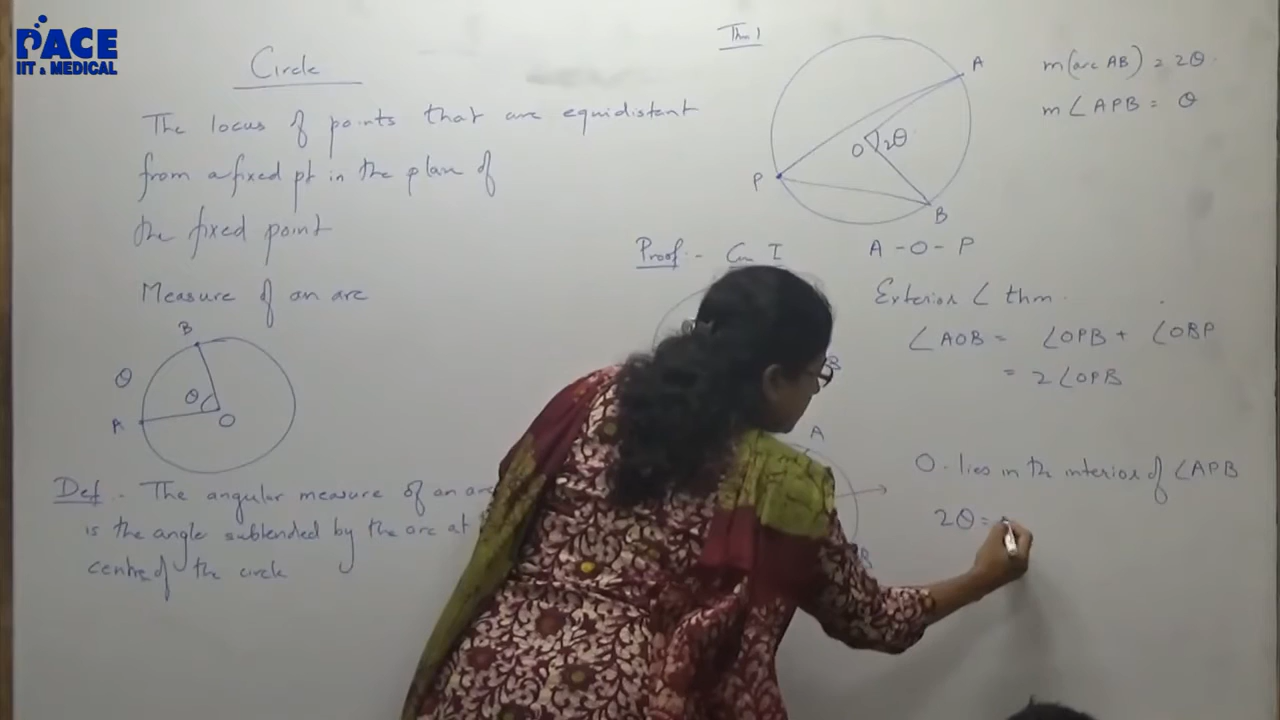 PACE
IIT & MEDICAL
Circle
The locus of points that are equidistant
from a fixed pt in the plane of
the fixed point
Measure of an arc
B
θ
θ
A
O
Def - The angular measure of an arc
is the angle subtended by the arc at
centre of the circle
Thm 1
A
O
2θ
P
B
m(arc AB) = 2θ
m∠APB = θ
Proof:- Case I
A - O - P
Exterior ∠ thm.
∠AOB = ∠OPB + ∠OBP
= 2∠OPB
B
A
B
O lies in the interior of ∠APB
2θ=